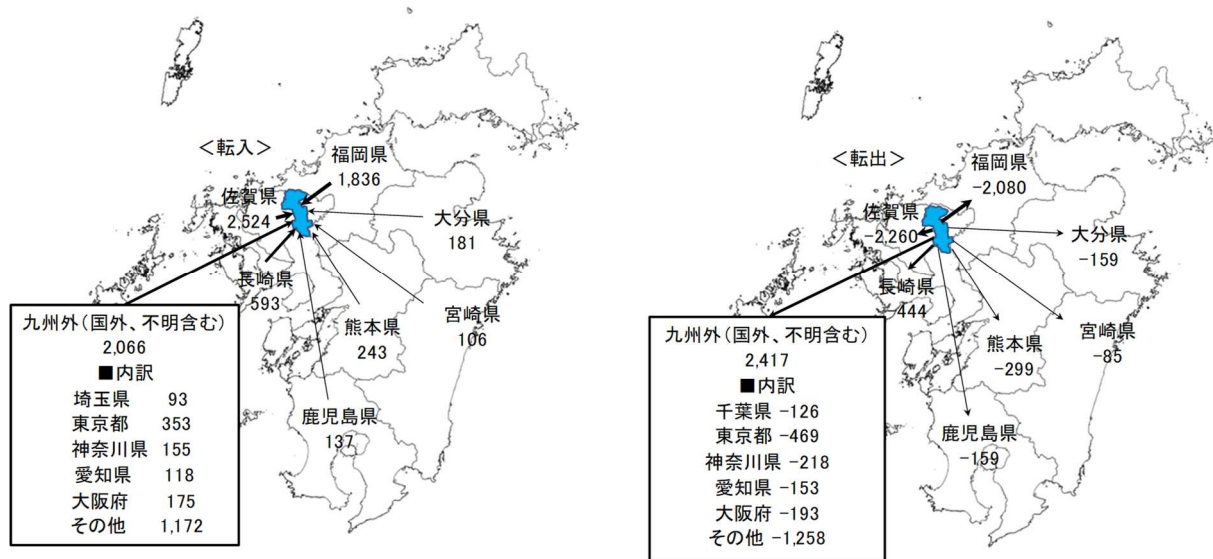 <転入>
福岡県
1,836
佐賀県
2,524
大分県
181
長崎県
593
熊本県
243
宮崎県
106
鹿児島県
137
九州外(国外、不明含む)
2,066
■内訳
埼玉県 93
東京都 353
神奈川県 155
愛知県 118
大阪府 175
その他 1,172
<転出>
福岡県
-2,080
佐賀県
-2,260
大分県
-159
長崎県
-444
熊本県
-299
宮崎県
-85
鹿児島県
-159
九州外(国外、不明含む)
2,417
■内訳
千葉県 -126
東京都 -469
神奈川県 -218
愛知県 -153
大阪府 -193
その他 -1,258